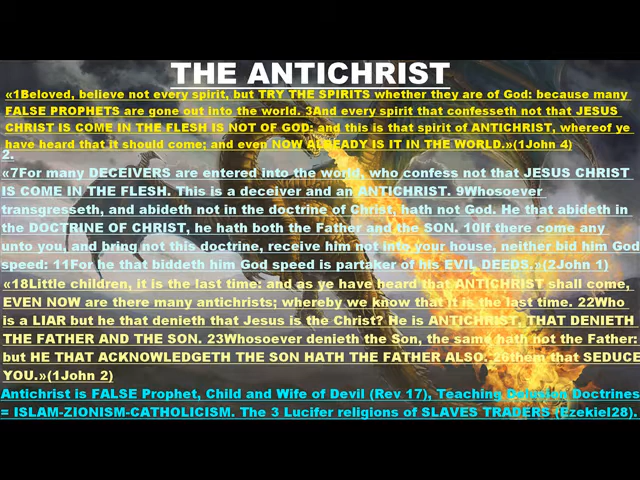 THE ANTICHRIST
«1Beloved, believe not every spirit, but TRY THE SPIRITS whether they are of God: because many
FALSE PROPHETS are gone out into the world. 3And every spirit that confesseth not that JESUS
CHRIST IS COME IN THE FLESH IS NOT OF GOD: and this is that spirit of ANTICHRIST, whereof ye
have heard that it should come; and even NOW ALREADY IS IT IN THE WORLD.»(1John 4)
2.
«7For many DECEIVERS are entered into the world, who confess not that JESUS CHRIST
IS COME IN THE FLESH. This is a deceiver and an ANTICHRIST. 9Whosoever
transgresseth, and abideth not in the doctrine of Christ, hath not God. He that abideth in
the DOCTRINE OF CHRIST, he hath both the Father and the SON. 10If there come any
unto you, and bring not this doctrine, receive him not into your house, neither bid him God
speed: 11For he that biddeth him God speed is partaker of his EVIL DEEDS.»(2John 1)
«18Little children, it is the last time: and as ye have heard that ANTICHRIST shall come,
EVEN NOW are there many antichrists; whereby we know that it is the last time. 22Who
is a LIAR but he that denieth that Jesus is the Christ? He is ANTICHRIST, THAT DENIETH
THE FATHER AND THE SON. 23Whosoever denieth the Son, the same hath not the Father:
but HE THAT ACKNOWLEDGETH THE SON HATH THE FATHER ALSO. 26them that SEDUCE
YOU.»(1John 2)
Antichrist is FALSE Prophet, Child and Wife of Devil (Rev 17), Teaching Delusion Doctrines
= ISLAM-ZIONISM-CATHOLICISM. The 3 Lucifer religions of SLAVES TRADERS (Ezekiel28).